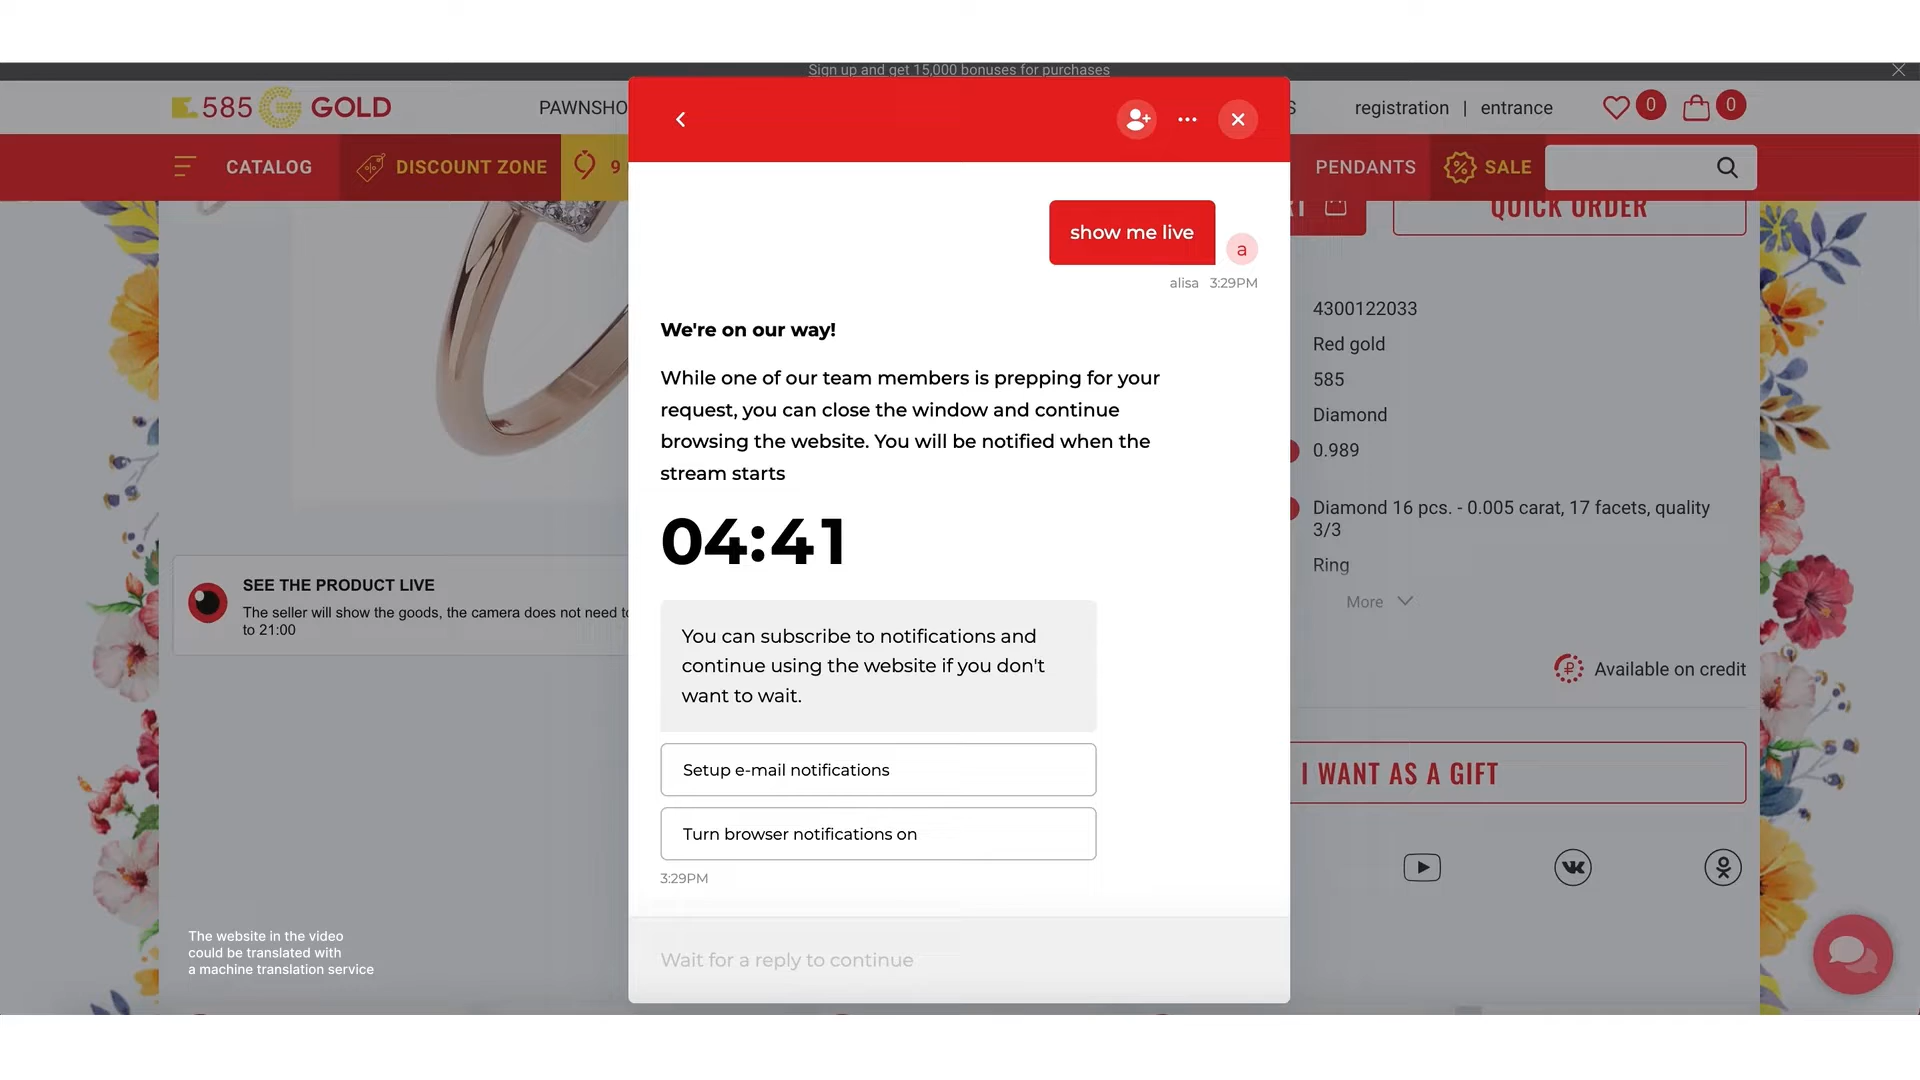 Sign up and get 15,000 bonuses for purchases
585 GOLD
registration | entrance
0
0
CATALOG
DISCOUNT ZONE
9
PENDANTS
SALE
QUICK ORDER
show me live
a
alisa 3:29PM
We're on our way!
While one of our team members is prepping for your
request, you can close the window and continue
browsing the website. You will be notified when the
stream starts
04:41
You can subscribe to notifications and
continue using the website if you don't
want to wait.
Setup e-mail notifications
Turn browser notifications on
3:29PM
Wait for a reply to continue
4300122033
Red gold
585
Diamond
0.989
Diamond 16 pcs. - 0.005 carat, 17 facets, quality
3/3
Ring
More
Available on credit
I WANT AS A GIFT
SEE THE PRODUCT LIVE
The seller will show the goods, the camera does not need
to 21:00
The website in the video
could be translated with
a machine translation service